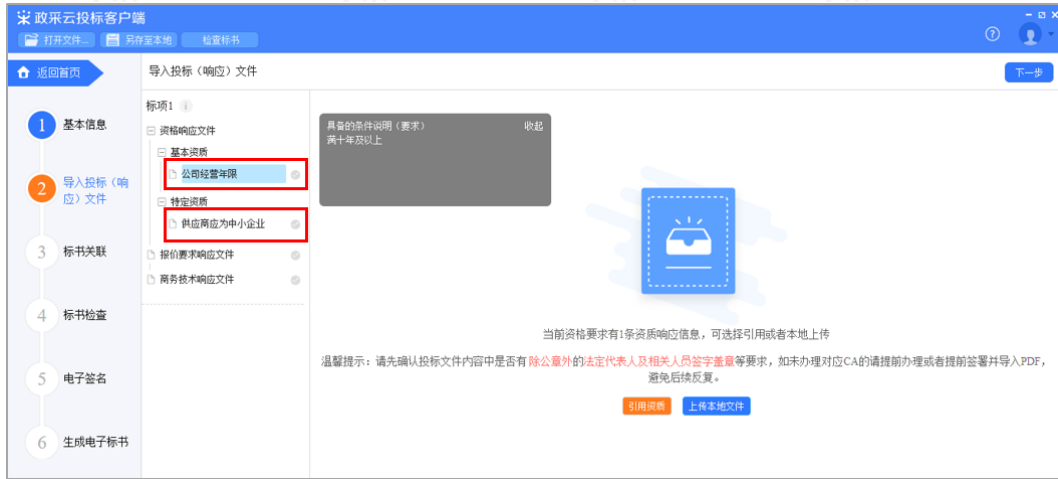 政采云投标客户端
打开文件... 另存至本地 检查标书
返回首页 导入投标（响应）文件 下一步
标项1
资格响应文件
基本资质
公司经营年限
特定资质
供应商应为中小企业
报价要求响应文件
商务技术响应文件
1 基本信息
2 导入投标（响
应）文件
3 标书关联
4 标书检查
5 电子签名
6 生成电子标书
具备的条件说明（要求） 收起
满十年及以上
当前资格要求有1条资质响应信息，可选择引用或者本地上传
温馨提示：请先确认投标文件内容中是否有除公章外的法定代表人及相关人员签字盖章等要求，如未办理对应CA的请提前办理或者提前签署并导入PDF，
避免后续反复。
引用资质 上传本地文件